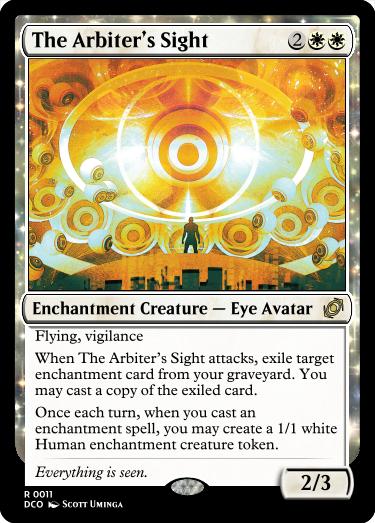 The Arbiter's Sight 2
Enchantment Creature — Eye Avatar
Flying, vigilance
When The Arbiter's Sight attacks, exile target
enchantment card from your graveyard. You
may cast a copy of the exiled card.
Once each turn, when you cast an
enchantment spell, you may create a 1/1 white
Human enchantment creature token.
Everything is seen.
2/3
R 0011
DCO Scott Uminga